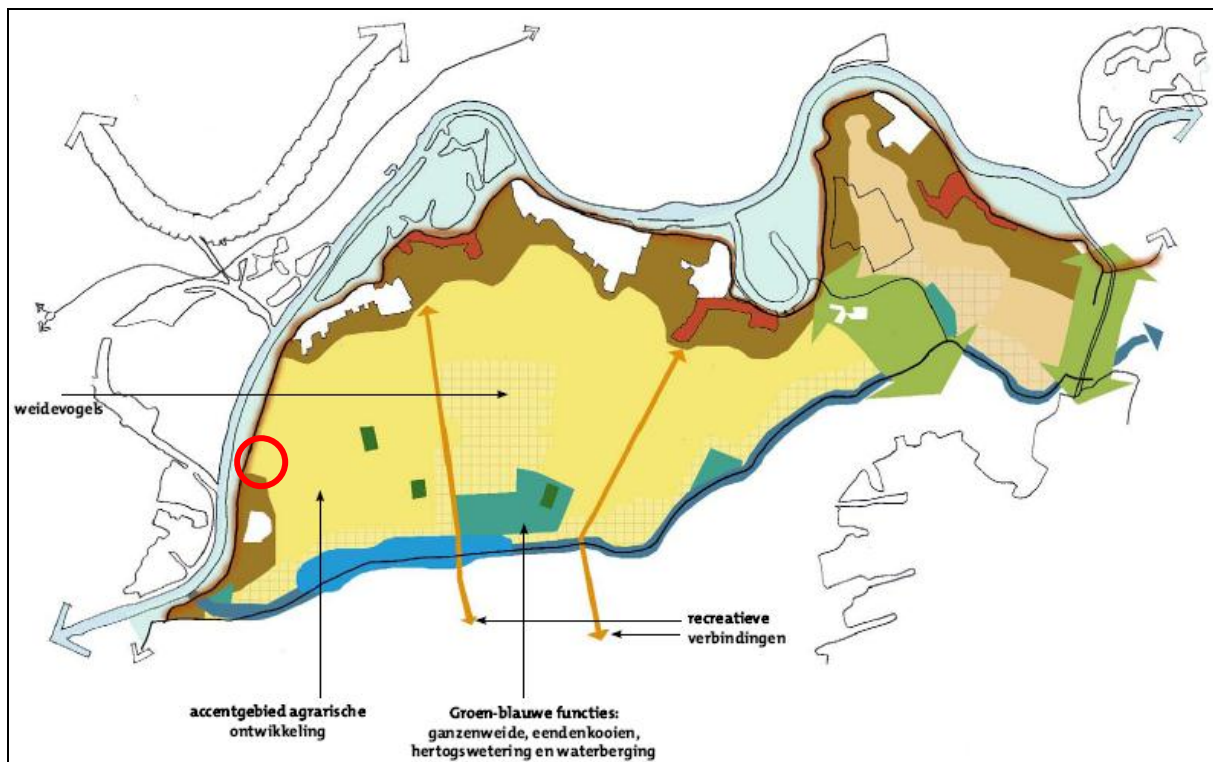 weidevogels
recreatieve
verbindingen
accentgebied agrarische
ontwikkeling
Groen-blauwe functies:
ganzenweide, eendenkooien,
hertogswetering en waterberging